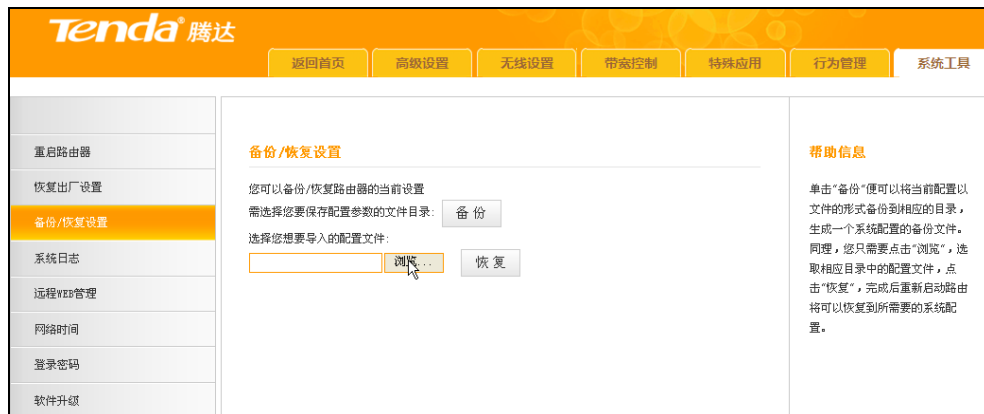 Tenda®腾达
返回首页 高级设置 无线设置 带宽控制 特殊应用 行为管理 系统工具
重启路由器
恢复出厂设置
备份/恢复设置
系统日志
远程WEB管理
网络时间
登录密码
软件升级
备份/恢复设置
您可以备份/恢复路由器的当前设置
需选择您要保存配置参数的文件目录: 备份
选择您想要导入的配置文件:
浏览... 恢复
帮助信息
单击“备份”便可以将当前配置以
文件的形式备份到相应的目录，
生成一个系统配置的备份文件。
同理，您只需要点击“浏览”，选
取相应目录中的配置文件，点
击“恢复”，完成后重新启动路由
将可以恢复到所需要的系统配
置。